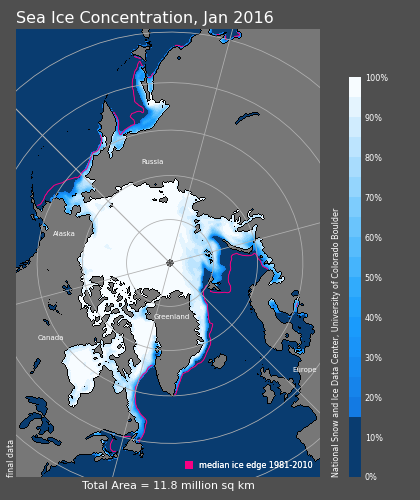 Sea Ice Concentration, Jan 2016
Russia
Alaska
Greenland
Canada
Europe
median ice edge 1981-2010
final data
Total Area = 11.8 million sq km
100%
90%
80%
70%
60%
50%
40%
30%
20%
10%
0%
National Snow and Ice Data Center, University of Colorado Boulder